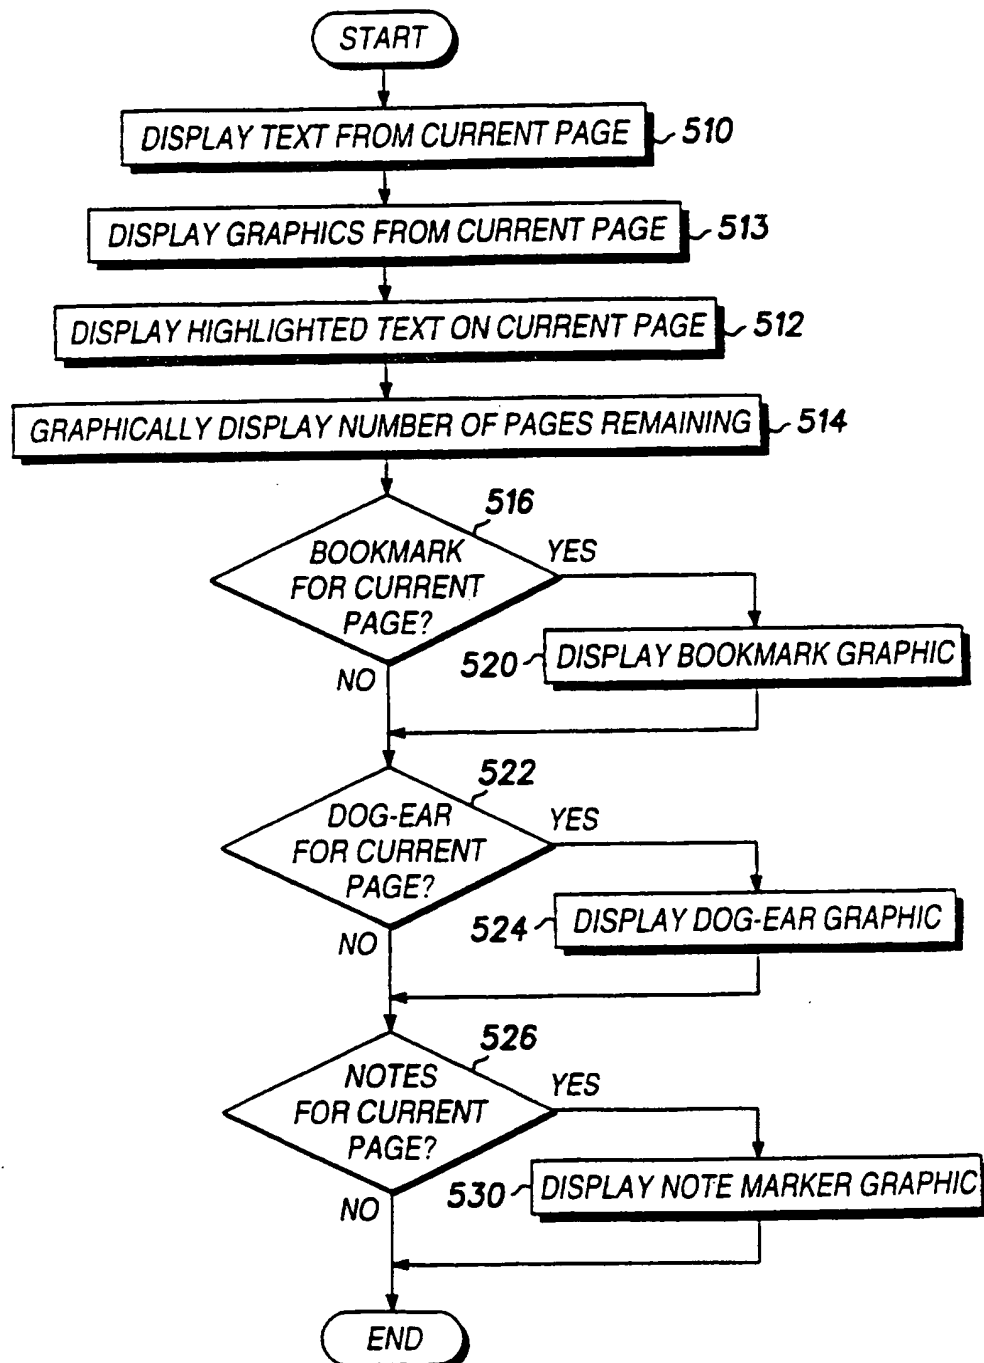 START
DISPLAY TEXT FROM CURRENT PAGE 510
DISPLAY GRAPHICS FROM CURRENT PAGE 513
DISPLAY HIGHLIGHTED TEXT ON CURRENT PAGE 512
GRAPHICALLY DISPLAY NUMBER OF PAGES REMAINING 514
516
BOOKMARK
FOR CURRENT
PAGE?
YES
NO
520 DISPLAY BOOKMARK GRAPHIC
522
DOG-EAR
FOR CURRENT
PAGE?
YES
NO
524 DISPLAY DOG-EAR GRAPHIC
526
NOTES
FOR CURRENT
PAGE?
YES
NO
530 DISPLAY NOTE MARKER GRAPHIC
END